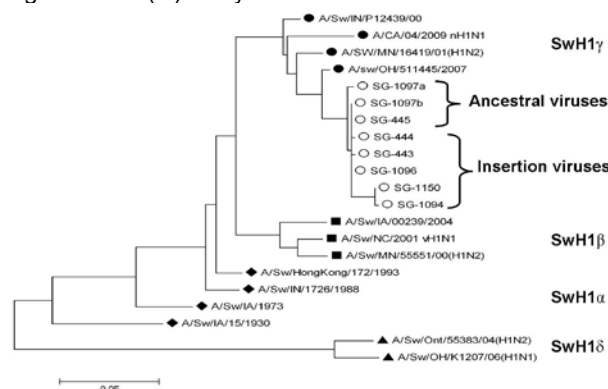 A/Sw/IN/P12439/00
A/CA/04/2009 nH1N1
SwH1γ
A/SW/MN/16419/01(H1N2)
A/sw/OH/511445/2007
SG-1097a
SG-1097b
Ancestral viruses
SG-445
SG-444
SG-443
Insertion viruses
SG-1096
SG-1150
SG-1094
A/Sw/IA/00239/2004
A/Sw/NC/2001 vH1N1
SwH1β
A/Sw/MN/55551/00(H1N2)
A/Sw/HongKong/172/1993
A/Sw/IN/1726/1988
SwH1α
A/Sw/IA/1973
A/Sw/IA/15/1930
A/Sw/Ont/55383/04(H1N2)
SwH1δ
A/Sw/OH/K1207/06(H1N1)